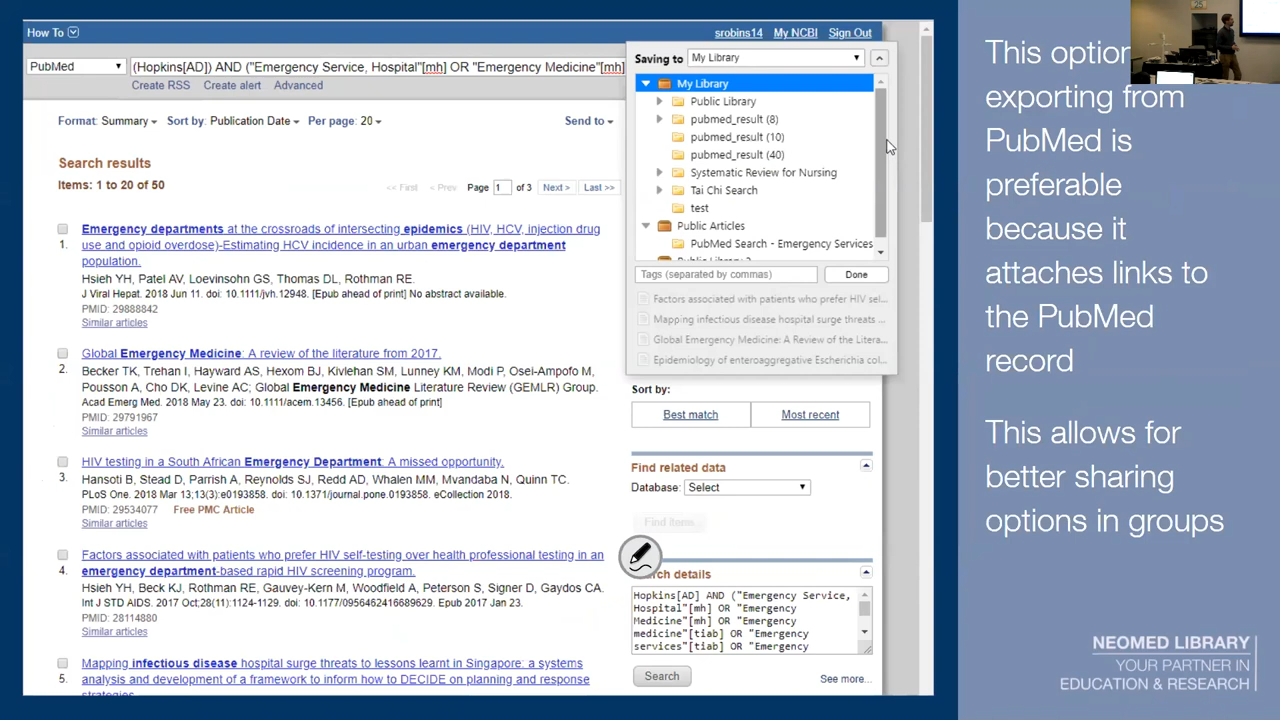 How To
srobins14 My NCBI Sign Out
PubMed
(Hopkins[AD]) AND ("Emergency Service, Hospital"[mh] OR "Emergency Medicine"[mh]
Create RSS Create alert Advanced
Format: Summary Sort by: Publication Date Per page: 20 Send to
Search results
Items: 1 to 20 of 50
<< First < Prev Page 1 of 3 Next > Last >>
1. Emergency departments at the crossroads of intersecting epidemics (HIV, HCV, injection drug
use and opioid overdose)-Estimating HCV incidence in an urban emergency department
population.
Hsieh YH, Patel AV, Loevinsohn GS, Thomas DL, Rothman RE.
J Viral Hepat. 2018 Jun 11. doi: 10.1111/jvh.12948. [Epub ahead of print] No abstract available.
PMID: 29888842
Similar articles
2. Global Emergency Medicine: A review of the literature from 2017.
Becker TK, Trehan I, Hayward AS, Hexom BJ, Kivlehan SM, Lunney KM, Modi P, Osei-Ampofo M,
Pousson A, Cho DK, Levine AC; Global Emergency Medicine Literature Review (GEMLR) Group.
Acad Emerg Med. 2018 May 23. doi: 10.1111/acem.13456. [Epub ahead of print]
PMID: 29791967
Similar articles
3. HIV testing in a South African Emergency Department: A missed opportunity.
Hansoti B, Stead D, Parrish A, Reynolds SJ, Redd AD, Whalen MM, Mvandaba N, Quinn TC.
PLoS One. 2018 Mar 13;13(3):e0193858. doi: 10.1371/journal.pone.0193858. eCollection 2018.
PMID: 29534077 Free PMC Article
Similar articles
4. Factors associated with patients who prefer HIV self-testing over health professional testing in an
emergency department-based rapid HIV screening program.
Hsieh YH, Beck KJ, Rothman RE, Gauvey-Kern M, Woodfield A, Peterson S, Signer D, Gaydos CA.
Int J STD AIDS. 2017 Oct;28(11):1124-1129. doi: 10.1177/0956462416689629. Epub 2017 Jan 23.
PMID: 28114880
Similar articles
5. Mapping infectious disease hospital surge threats to lessons learnt in Singapore: a systems
analysis and development of a framework to inform how to DECIDE on planning and response
strategies.
Saving to My Library
My Library
Public Library
pubmed_result (8)
pubmed_result (10)
pubmed_result (40)
Systematic Review for Nursing
Tai Chi Search
test
Public Articles
PubMed Search - Emergency Services
Public Library 2
Tags (separated by commas) Done
Factors associated with patients who prefer HIV sel...
Mapping infectious disease hospital surge threats ...
Global Emergency Medicine: A Review of the Litera...
Epidemiology of enteroaggregative Escherichia col...
Sort by:
Best match Most recent
Find related data
Database: Select
Find items
details
Hopkins[AD] AND ("Emergency Service,
Hospital"[mh] OR "Emergency
Medicine"[mh] OR "Emergency
medicine"[tiab] OR "Emergency
services"[tiab] OR "Emergency
Search See more...
This option
exporting from
PubMed is
preferable
because it
attaches links to
the PubMed
record
This allows for
better sharing
options in groups
NEOMED LIBRARY
YOUR PARTNER IN
EDUCATION & RESEARCH